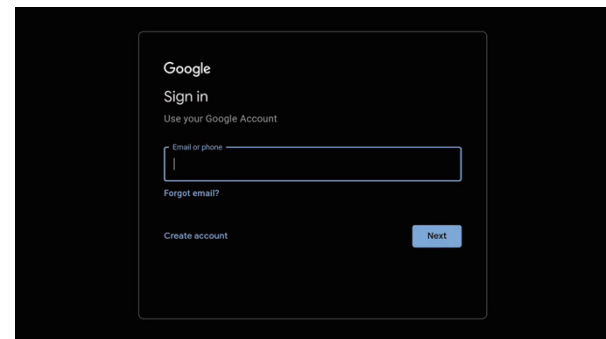 Google
Sign in
Use your Google Account
Email or phone
Forgot email?
Create account
Next